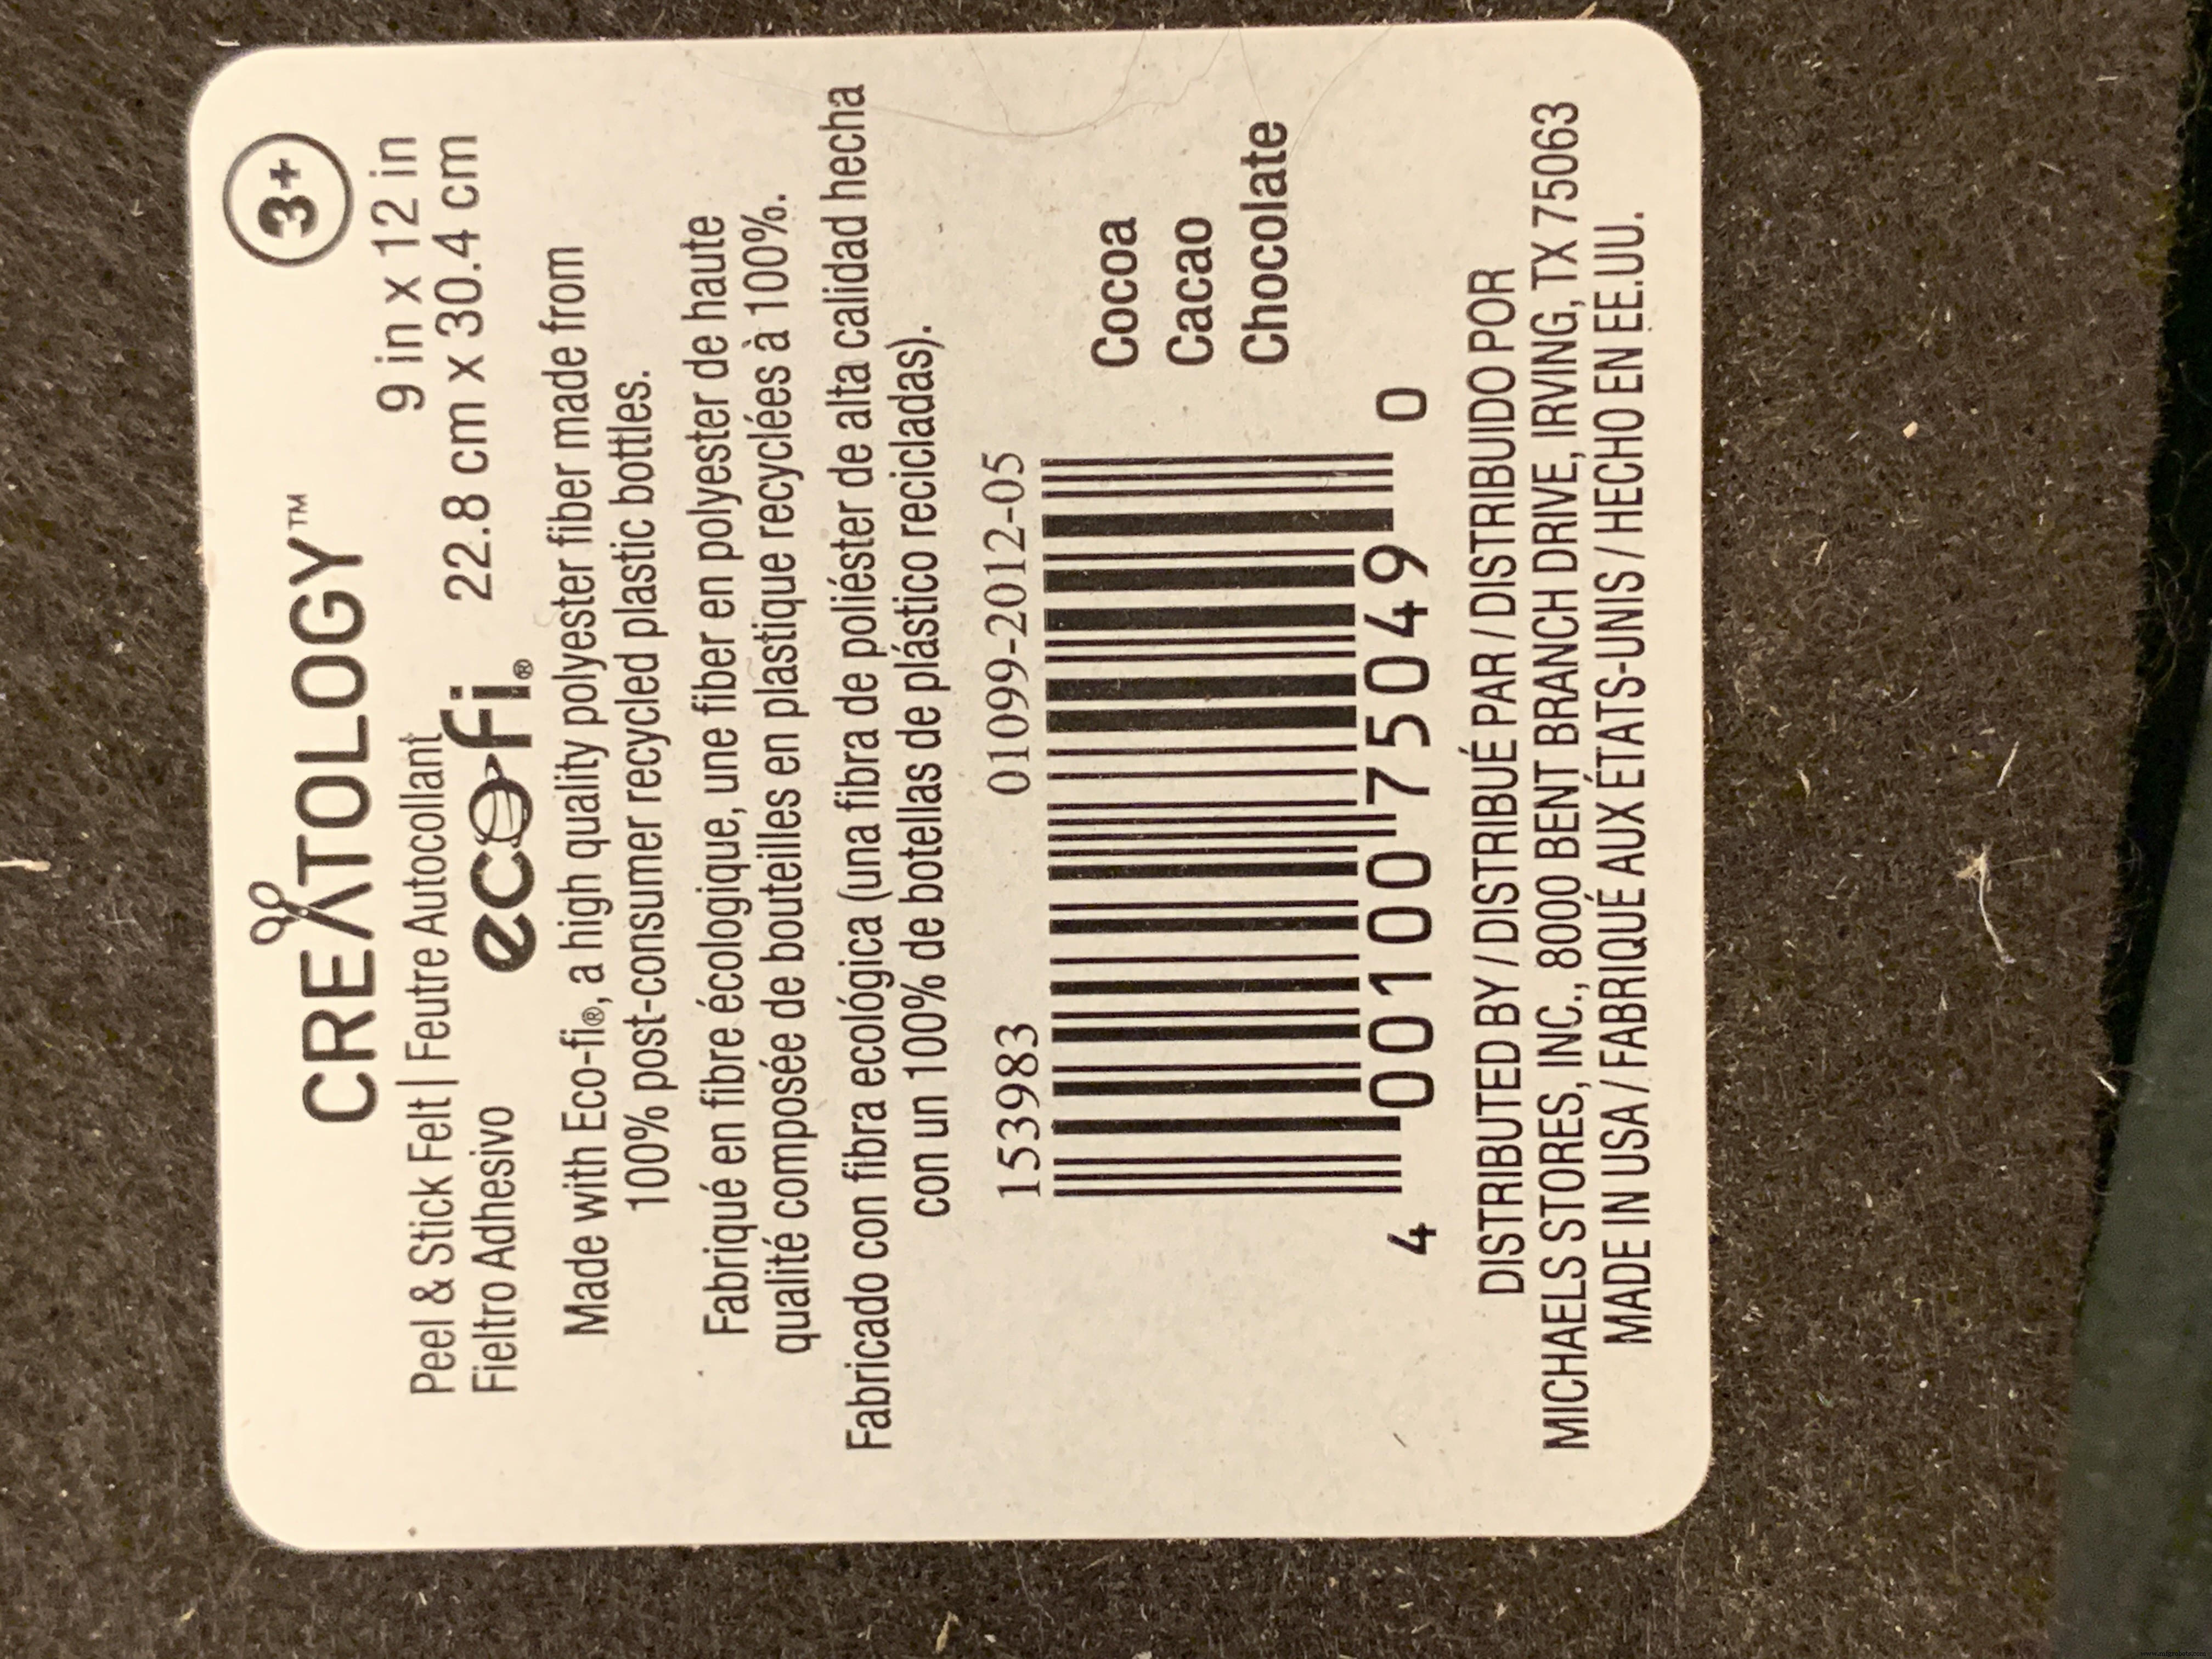 CREATOLOGY™
3+
Peel & Stick Felt | Feutre Autocollant
9 in x 12 in
Fieltro Adhesivo
eco-fi®
22.8 cm x 30.4 cm
Made with Eco-fi®, a high quality polyester fiber made from
100% post-consumer recycled plastic bottles.
Fabriqué en fibre écologique, une fiber en polyester de haute
qualité composée de bouteilles en plastique recyclées à 100%.
Fabricado con fibra ecológica (una fibra de poliéster de alta calidad hecha
con un 100% de botellas de plástico recicladas).
153983 01099-2012-05
Cocoa
Cacao
Chocolate
4 00100 75049 0
DISTRIBUTED BY / DISTRIBUÉ PAR / DISTRIBUIDO POR
MICHAELS STORES, INC., 8000 BENT BRANCH DRIVE, IRVING, TX 75063
MADE IN USA / FABRIQUÉ AUX ÉTATS-UNIS / HECHO EN EE.UU.